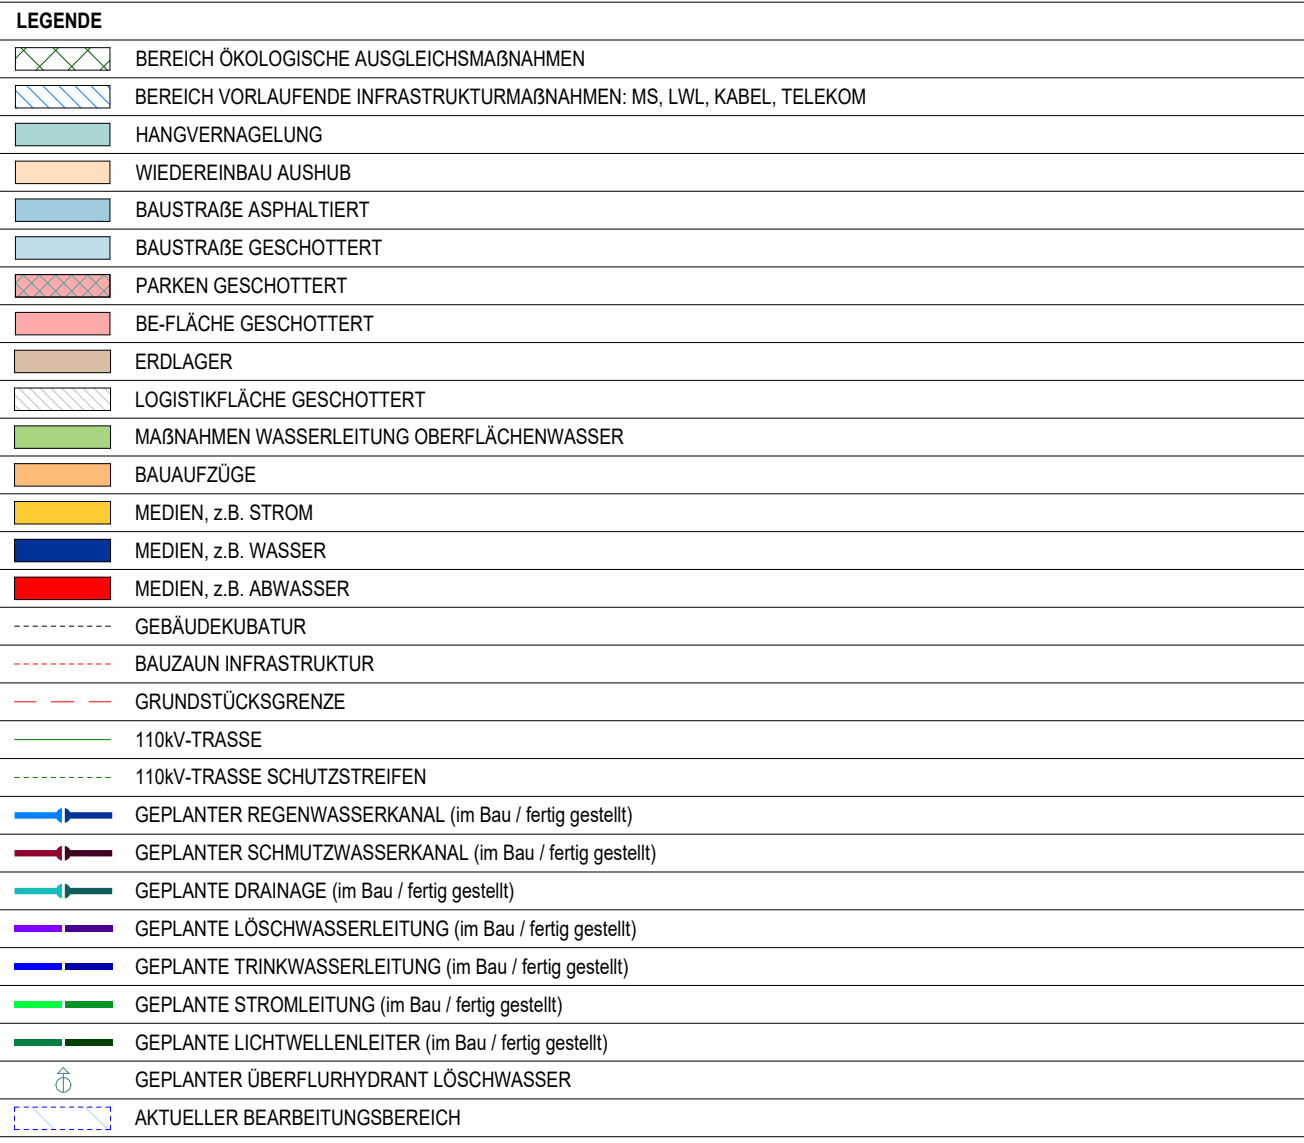 LEGENDE
BEREICH ÖKOLOGISCHE AUSGLEICHSMAßNAHMEN
BEREICH VORLAUFENDE INFRASTRUKTURMAßNAHMEN: MS, LWL, KABEL, TELEKOM
HANGVERNAGELUNG
WIEDEREINBAU AUSHUB
BAUSTRAßE ASPHALTIERT
BAUSTRAßE GESCHOTTERT
PARKEN GESCHOTTERT
BE-FLÄCHE GESCHOTTERT
ERDLAGER
LOGISTIKFLÄCHE GESCHOTTERT
MAßNAHMEN WASSERLEITUNG OBERFLÄCHENWASSER
BAUAUFZÜGE
MEDIEN, z.B. STROM
MEDIEN, z.B. WASSER
MEDIEN, z.B. ABWASSER
GEBÄUDEKUBATUR
BAUZAUN INFRASTRUKTUR
GRUNDSTÜCKSGRENZE
110kV-TRASSE
110kV-TRASSE SCHUTZSTREIFEN
GEPLANTER REGENWASSERKANAL (im Bau / fertig gestellt)
GEPLANTER SCHMUTZWASSERKANAL (im Bau / fertig gestellt)
GEPLANTE DRAINAGE (im Bau / fertig gestellt)
GEPLANTE LÖSCHWASSERLEITUNG (im Bau / fertig gestellt)
GEPLANTE TRINKWASSERLEITUNG (im Bau / fertig gestellt)
GEPLANTE STROMLEITUNG (im Bau / fertig gestellt)
GEPLANTE LICHTWELLENLEITER (im Bau / fertig gestellt)
GEPLANTER ÜBERFLURHYDRANT LÖSCHWASSER
AKTUELLER BEARBEITUNGSBEREICH